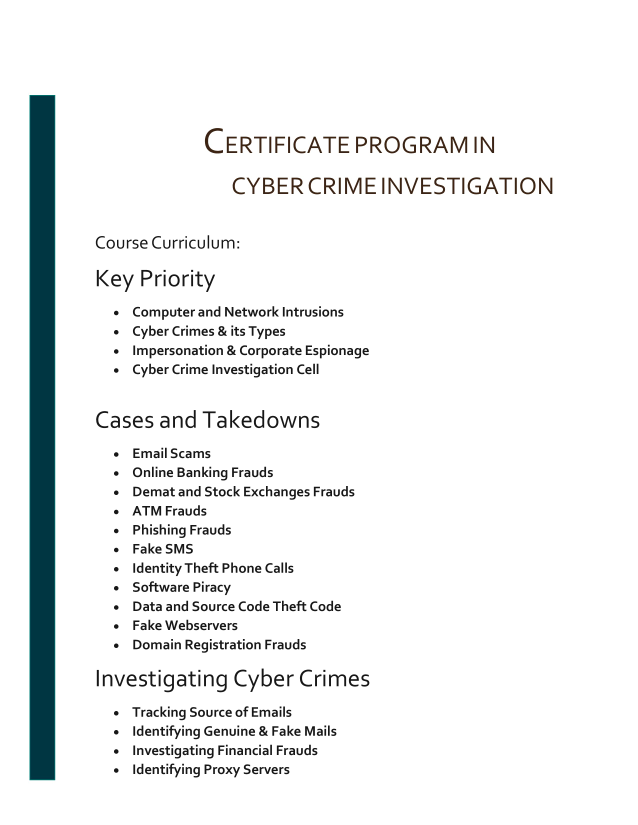 CERTIFICATE PROGRAM IN
CYBER CRIME INVESTIGATION
Course Curriculum:
Key Priority
• Computer and Network Intrusions
• Cyber Crimes & its Types
• Impersonation & Corporate Espionage
• Cyber Crime Investigation Cell
Cases and Takedowns
• Email Scams
• Online Banking Frauds
• Demat and Stock Exchanges Frauds
• ATM Frauds
• Phishing Frauds
• Fake SMS
• Identity Theft Phone Calls
• Software Piracy
• Data and Source Code Theft Code
• Fake Webservers
• Domain Registration Frauds
Investigating Cyber Crimes
• Tracking Source of Emails
• Identifying Genuine & Fake Mails
• Investigating Financial Frauds
• Identifying Proxy Servers